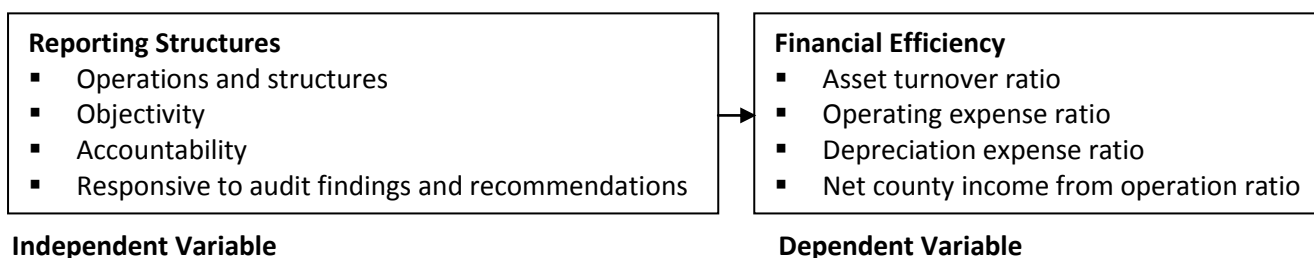 Reporting Structures
▪ Operations and structures
▪ Objectivity
▪ Accountability
▪ Responsive to audit findings and recommendations
Financial Efficiency
▪ Asset turnover ratio
▪ Operating expense ratio
▪ Depreciation expense ratio
▪ Net county income from operation ratio
Independent Variable
Dependent Variable